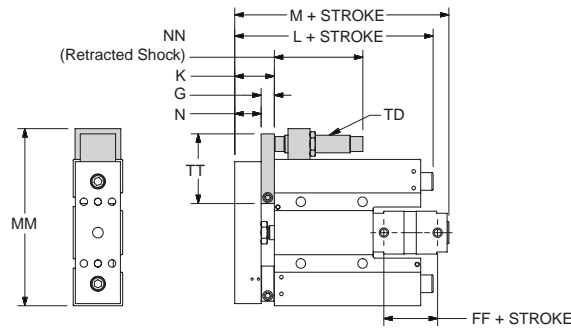 M + STROKE
NN
L + STROKE
(Retracted Shock)
K
G
TD
N
TT
MM
FF + STROKE